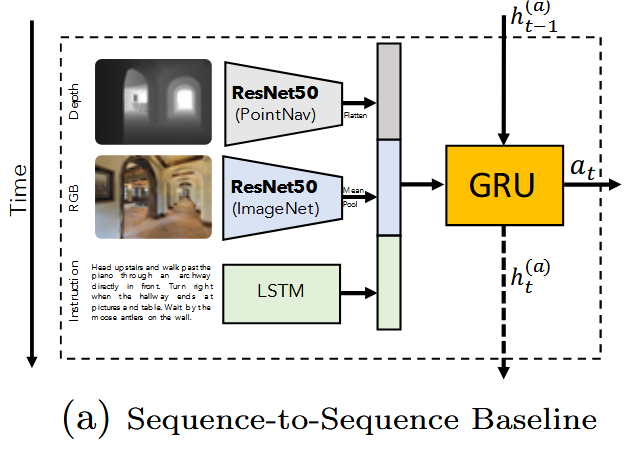 h_{t-1}^{(a)}
Time
Depth
ResNet50
(PointNav)
Flatten
RGB
ResNet50
(ImageNet)
Mean
Pool
GRU
a_t
Instruction
Head upstairs and walk past the
piano through an archway
directly in front. Turn right
when the hallway ends at
pictures and table. Wait by the
moose antlers on the wall.
LSTM
h_t^{(a)}
(a) Sequence-to-Sequence Baseline